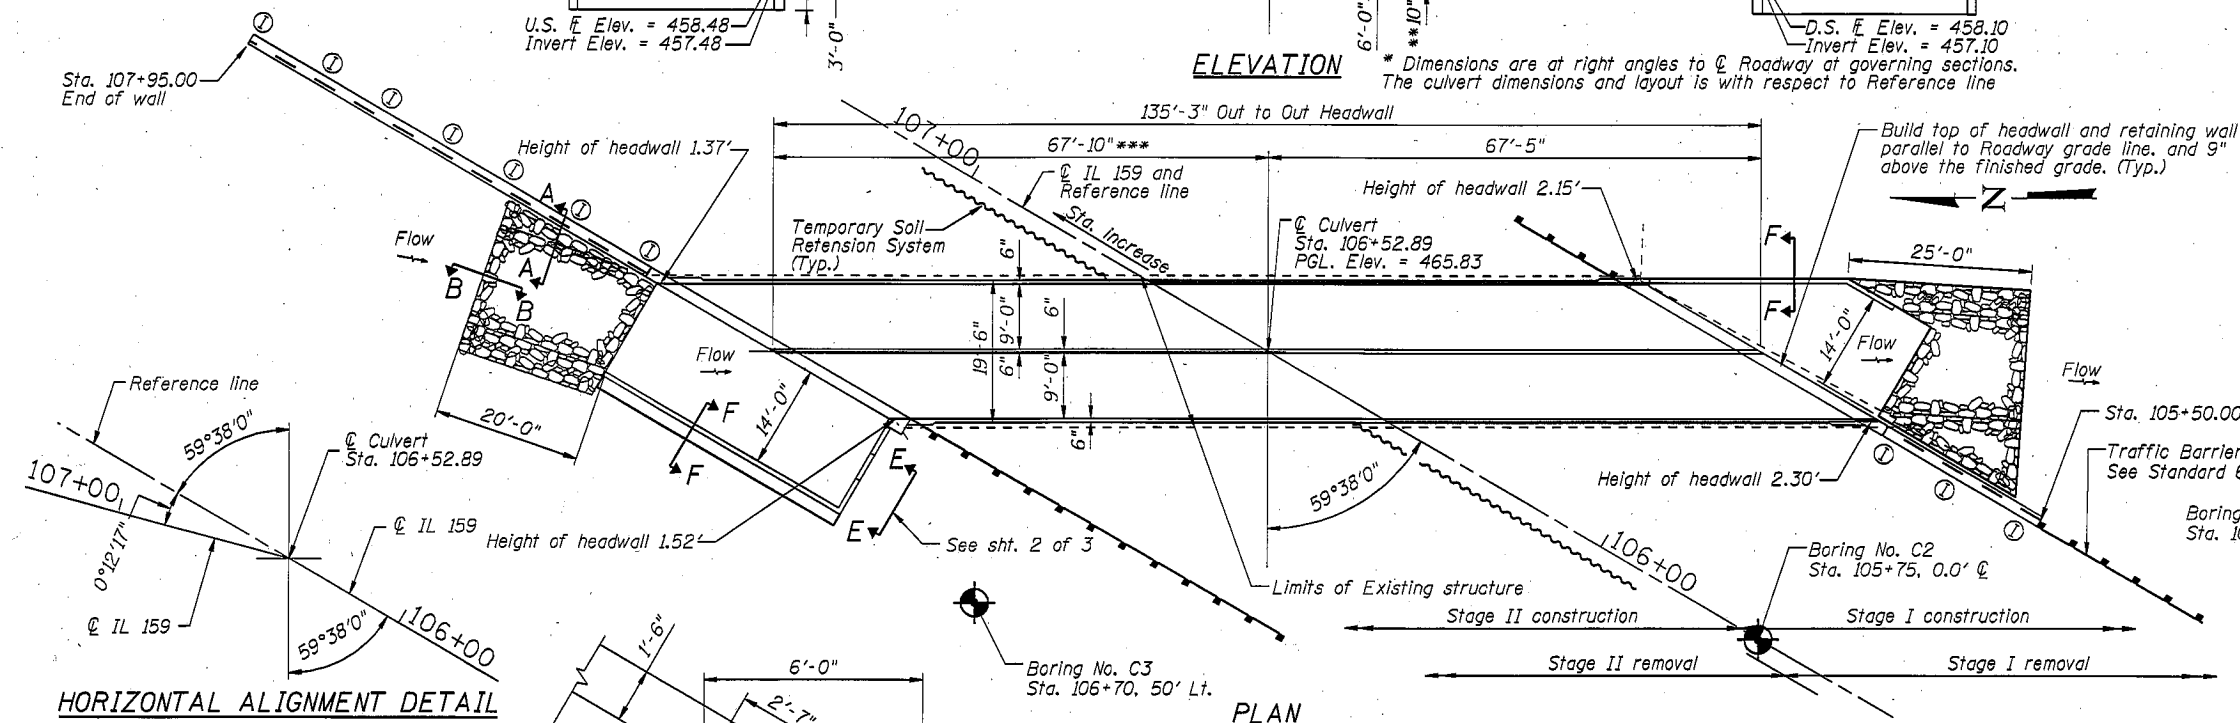 U.S. F̶L̶ Elev. = 458.48
Invert Elev. = 457.48
3'-0"
6'-0"
**10"
D.S. F̶L̶ Elev. = 458.10
Invert Elev. = 457.10
ELEVATION
* Dimensions are at right angles to ℄ Roadway at governing sections.
The culvert dimensions and layout is with respect to Reference line
Sta. 107+95.00
End of wall
I
I
I
I
I
I
I
Height of headwall 1.37'
135'-3" Out to Out Headwall
67'-10"***
67'-5"
107+00
℄ IL 159 and
Reference line
Sta. Increase
Temporary Soil
Retension System
(Typ.)
Height of headwall 2.15'
℄ Culvert
Sta. 106+52.89
PGL. Elev. = 465.83
Build top of headwall and retaining wall
parallel to Roadway grade line. and 9"
above the finished grade. (Typ.)
N
A
A
B
B
Flow
F
F
25'-0"
6"
9'-0"
6"
19'-6"
6"
9'-0"
6"
Flow
14'-0"
Flow
Flow
14'-0"
F
F
20'-0"
E
E
See sht. 2 of 3
Height of headwall 1.52'
59°38'0"
Limits of Existing structure
Height of headwall 2.30'
I
I
I
Sta. 105+50.00
Traffic Barrier
See Standard 6
Boring
Sta. 10
106+00
Boring No. C2
Sta. 105+75, 0.0' ℄
Stage II construction
Stage I construction
Stage II removal
Stage I removal
Boring No. C3
Sta. 106+70, 50' Lt.
PLAN
Reference line
59°38'0"
℄ Culvert
Sta. 106+52.89
107+00
0°12'17"
℄ IL 159
℄ IL 159
59°38'0"
106+00
HORIZONTAL ALIGNMENT DETAIL
1'-6"
6'-0"
2'-7"